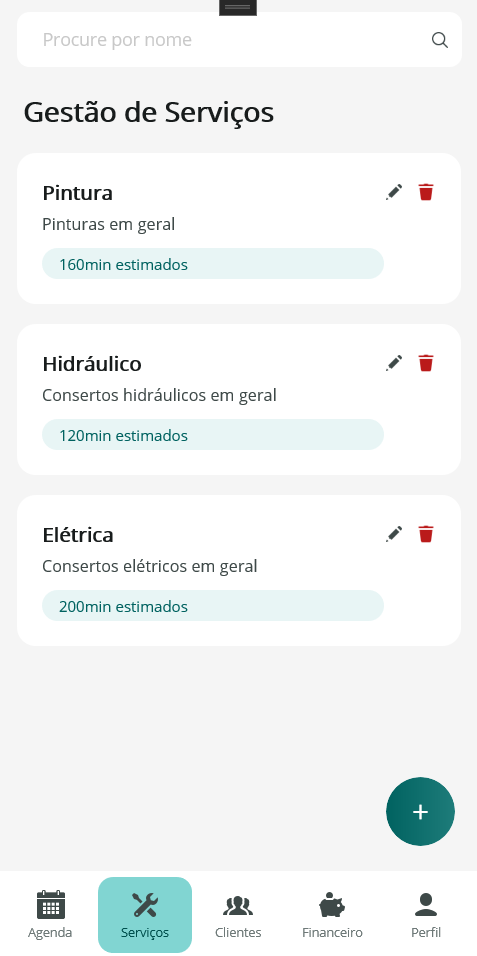 Procure por nome
Gestão de Serviços
Pintura
Pinturas em geral
160min estimados
Hidráulico
Consertos hidráulicos em geral
120min estimados
Elétrica
Consertos elétricos em geral
200min estimados
+
Agenda
Serviços
Clientes
Financeiro
Perfil